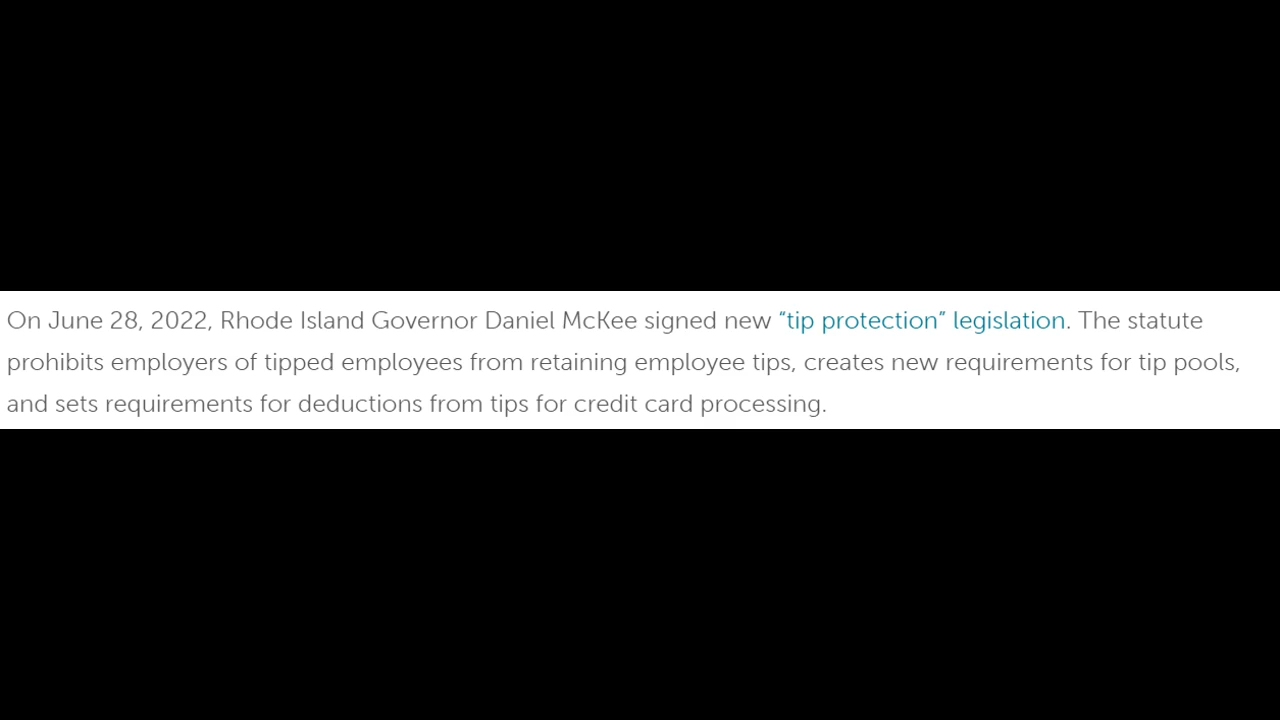 On June 28, 2022, Rhode Island Governor Daniel McKee signed new “tip protection” legislation. The statute
prohibits employers of tipped employees from retaining employee tips, creates new requirements for tip pools,
and sets requirements for deductions from tips for credit card processing.